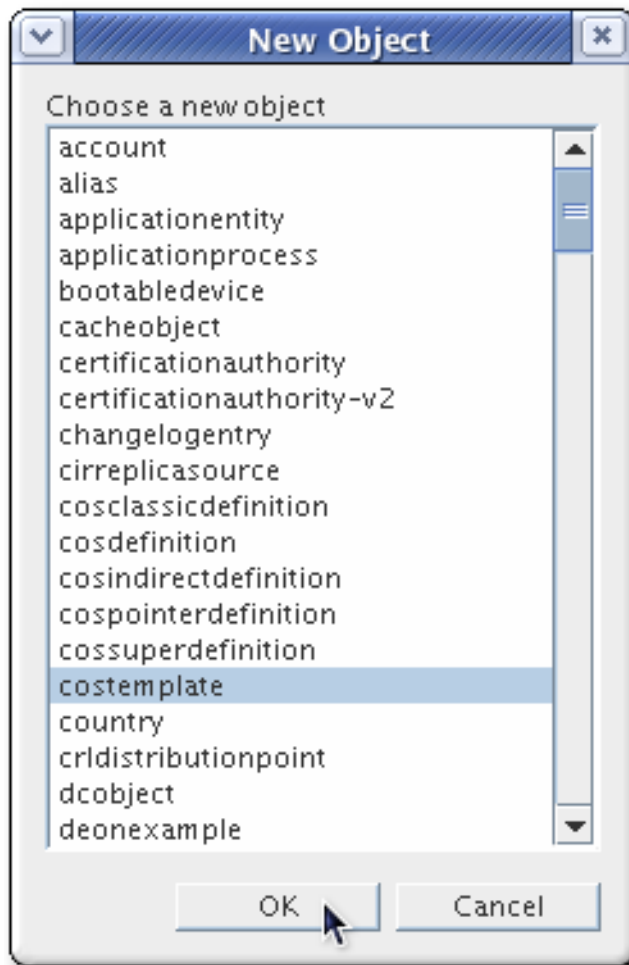 New Object
Choose a new object
account
alias
applicationentity
applicationprocess
bootabledevice
cacheobject
certificationauthority
certificationauthority-v2
changelogentry
cirreplicasource
cosclassicdefinition
cosdefinition
cosindirectdefinition
cospointerdefinition
cossuperdefinition
costemplate
country
crldistributionpoint
dcobject
deonexample
OK Cancel